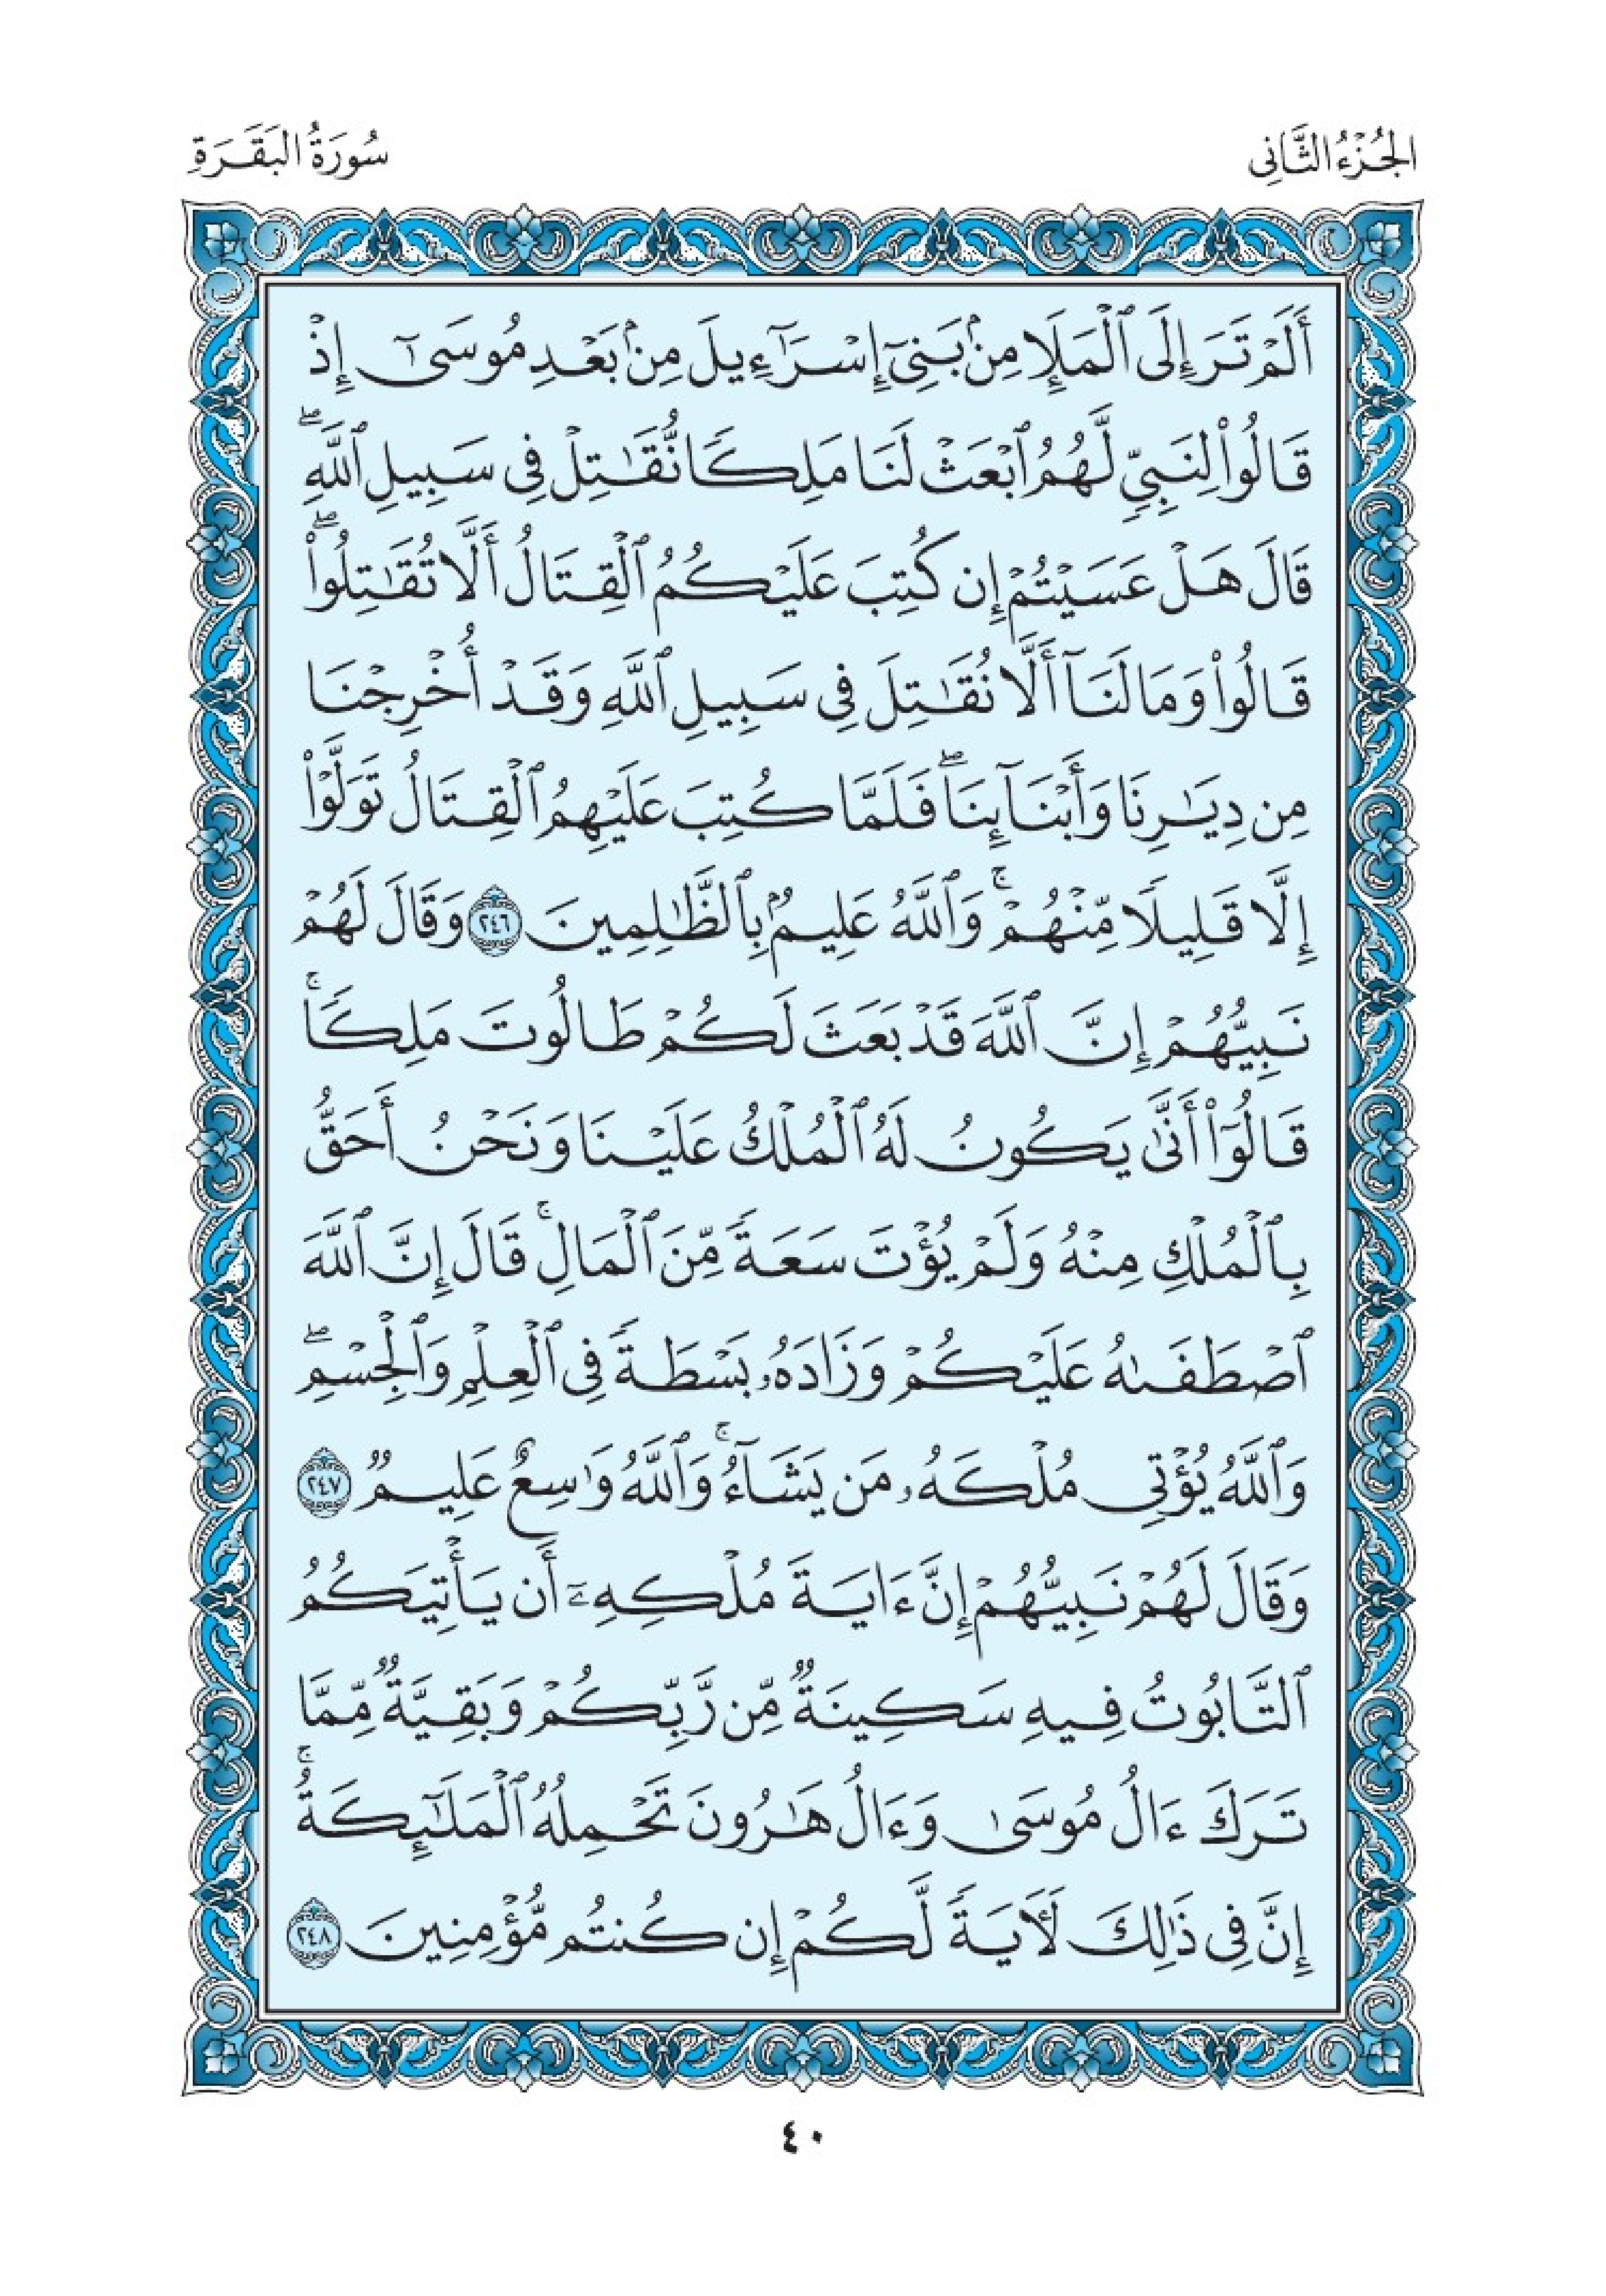 الجُزْءُ الثَّانِى
سُورَةُ البَقَرَةِ
أَلَمْ تَرَ إِلَى ٱلْمَلَإِ مِنۢ بَنِىٓ إِسْرَٰٓءِيلَ مِنۢ بَعْدِ مُوسَىٰٓ إِذْ
قَالُوا۟ لِنَبِىٍّ لَّهُمُ ٱبْعَثْ لَنَا مَلِكًا نُّقَـٰتِلْ فِى سَبِيلِ ٱللَّهِ ۖ
قَالَ هَلْ عَسَيْتُمْ إِن كُتِبَ عَلَيْكُمُ ٱلْقِتَالُ أَلَّا تُقَـٰتِلُوا۟ ۖ
قَالُوا۟ وَمَا لَنَآ أَلَّا نُقَـٰتِلَ فِى سَبِيلِ ٱللَّهِ وَقَدْ أُخْرِجْنَا
مِن دِيَـٰرِنَا وَأَبْنَآئِنَا ۖ فَلَمَّا كُتِبَ عَلَيْهِمُ ٱلْقِتَالُ تَوَلَّوْا۟
إِلَّا قَلِيلًا مِّنْهُمْ ۚ وَٱللَّهُ عَلِيمٌۢ بِٱلظَّـٰلِمِينَ ٢٤٦ وَقَالَ لَهُمْ
نَبِيُّهُمْ إِنَّ ٱللَّهَ قَدْ بَعَثَ لَكُمْ طَالُوتَ مَلِكًا ۚ
قَالُوٓا۟ أَنَّىٰ يَكُونُ لَهُ ٱلْمُلْكُ عَلَيْنَا وَنَحْنُ أَحَقُّ
بِٱلْمُلْكِ مِنْهُ وَلَمْ يُؤْتَ سَعَةً مِّنَ ٱلْمَالِ ۚ قَالَ إِنَّ ٱللَّهَ
ٱصْطَفَىٰهُ عَلَيْكُمْ وَزَادَهُۥ بَسْطَةً فِى ٱلْعِلْمِ وَٱلْجِسْمِ ۖ
وَٱللَّهُ يُؤْتِى مُلْكَهُۥ مَن يَشَآءُ ۚ وَٱللَّهُ وَٰسِعٌ عَلِيمٌ ٢٤٧
وَقَالَ لَهُمْ نَبِيُّهُمْ إِنَّ ءَايَةَ مُلْكِهِۦٓ أَن يَأْتِيَكُمُ
ٱلتَّابُوتُ فِيهِ سَكِينَةٌ مِّن رَّبِّكُمْ وَبَقِيَّةٌ مِّمَّا
تَرَكَ ءَالُ مُوسَىٰ وَءَالُ هَـٰرُونَ تَحْمِلُهُ ٱلْمَلَـٰٓئِكَةُ ۚ
إِنَّ فِى ذَٰلِكَ لَـَٔايَةً لَّكُمْ إِن كُنتُم مُّؤْمِنِينَ ٢٤٨
٤٠